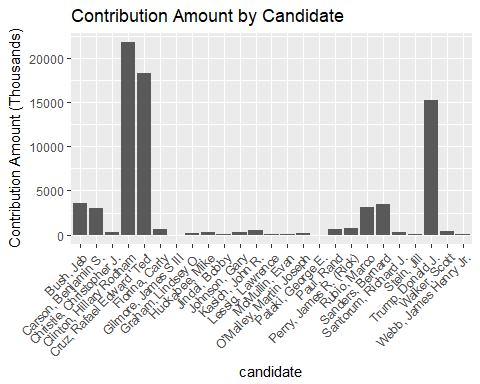 Contribution Amount by Candidate
Contribution Amount (Thousands)
20000
15000
10000
5000
0
Bush, Jeb
Carson, Benjamin S.
Christie, Christopher J.
Clinton, Hillary Rodham
Cruz, Rafael Edward 'Ted'
Fiorina, Carly
Gilmore, James S III
Graham, Lindsey O.
Huckabee, Mike
Jindal, Bobby
Johnson, Gary
Kasich, John R.
Lessig, Lawrence
McMullin, Evan
O'Malley, Martin Joseph
Pataki, George E.
Paul, Rand
Perry, James R. (Rick)
Rubio, Marco
Sanders, Bernard
Santorum, Richard J.
Stein, Jill
Trump, Donald J.
Walker, Scott
Webb, James Henry Jr.
candidate